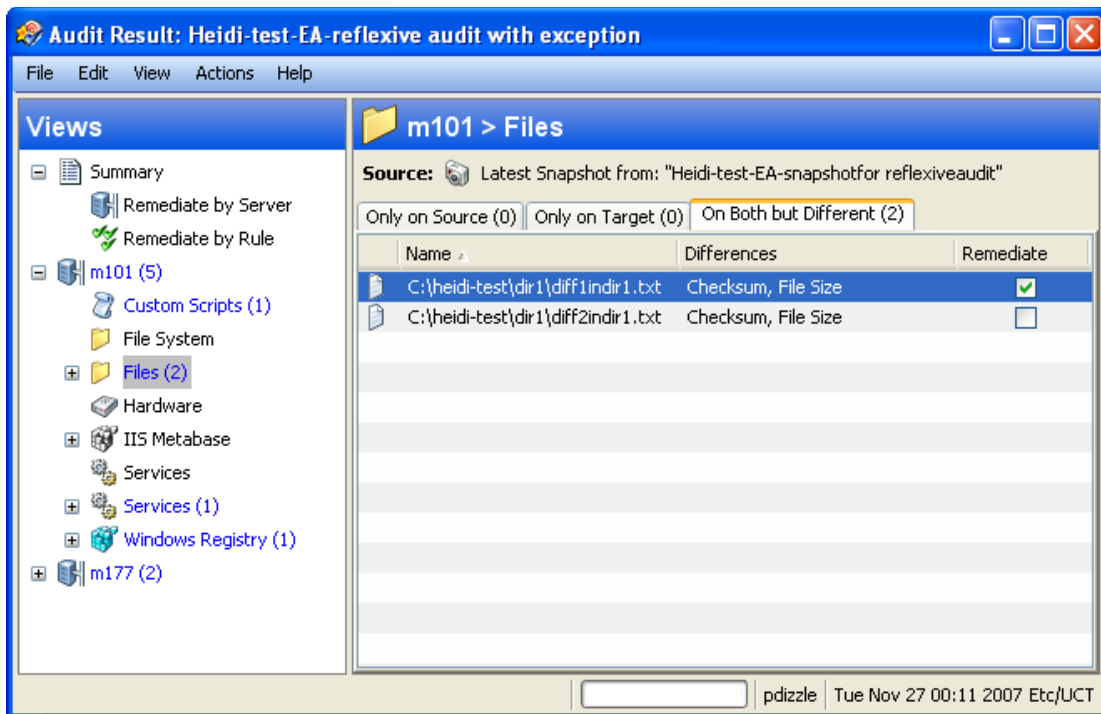 Audit Result: Heidi-test-EA-reflexive audit with exception
File Edit View Actions Help
Views
Summary
Remediate by Server
Remediate by Rule
m101 (5)
Custom Scripts (1)
File System
Files (2)
Hardware
IIS Metabase
Services
Services (1)
Windows Registry (1)
m177 (2)
m101 > Files
Source: Latest Snapshot from: "Heidi-test-EA-snapshotfor reflexiveaudit"
Only on Source (0) Only on Target (0) On Both but Different (2)
Name Differences Remediate
C:\heidi-test\dir1\diff1indir1.txt Checksum, File Size
C:\heidi-test\dir1\diff2indir1.txt Checksum, File Size
pdizzle Tue Nov 27 00:11 2007 Etc/UCT